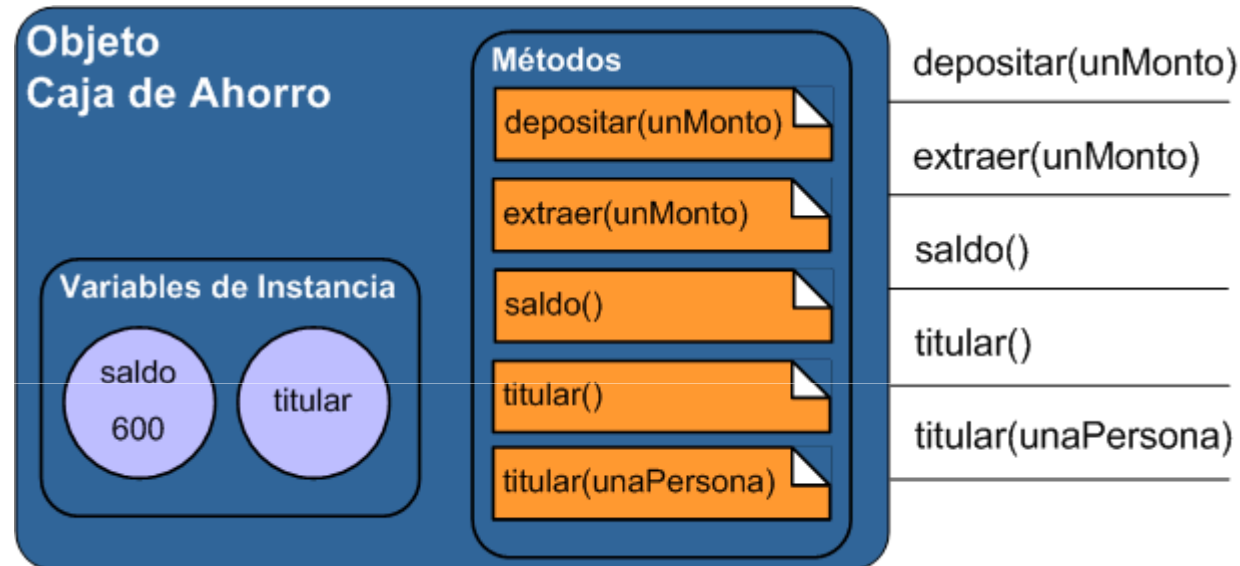 Objeto
Caja de Ahorro
Variables de Instancia
saldo
600
titular
Métodos
depositar(unMonto)
extraer(unMonto)
saldo()
titular()
titular(unaPersona)
depositar(unMonto)
extraer(unMonto)
saldo()
titular()
titular(unaPersona)